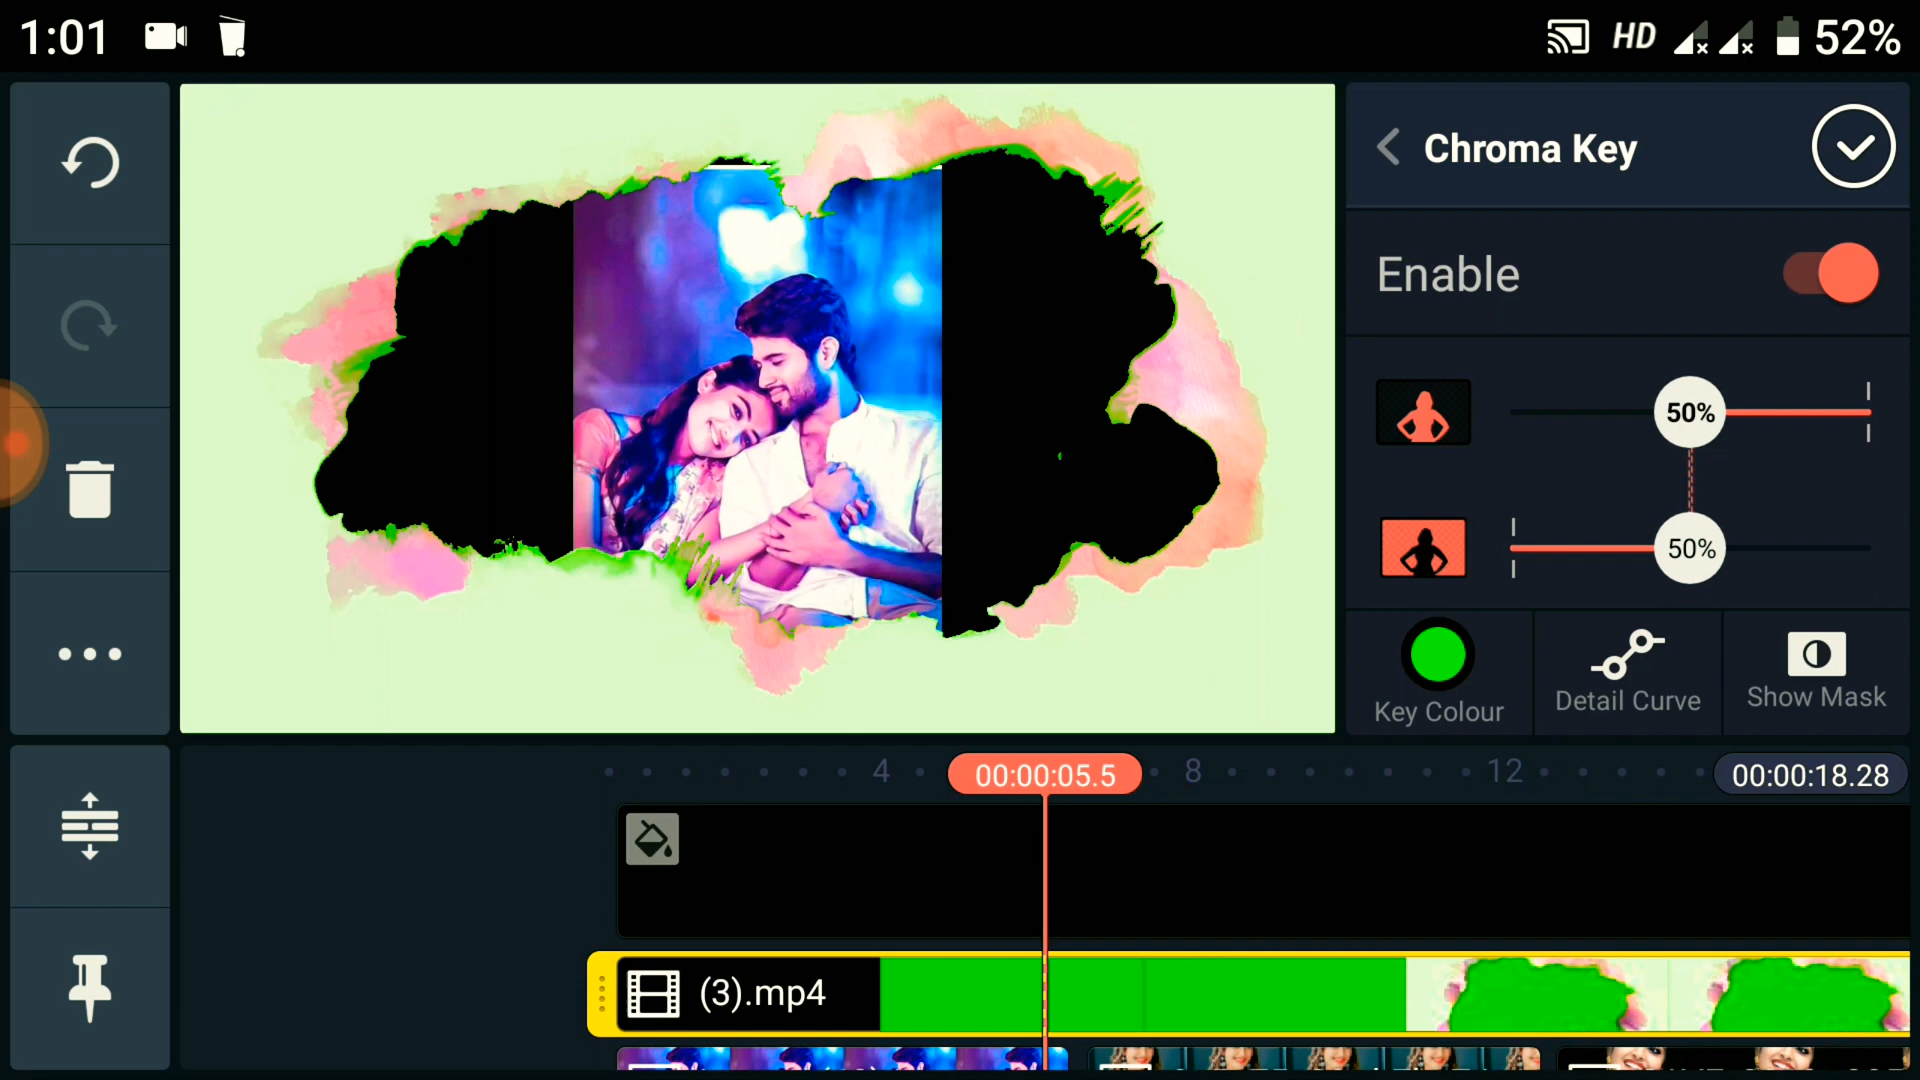 1:01
HD
52%
Chroma Key
Enable
50%
50%
Key Colour
Detail Curve
Show Mask
4
00:00:05.5
8
12
00:00:18.28
(3).mp4